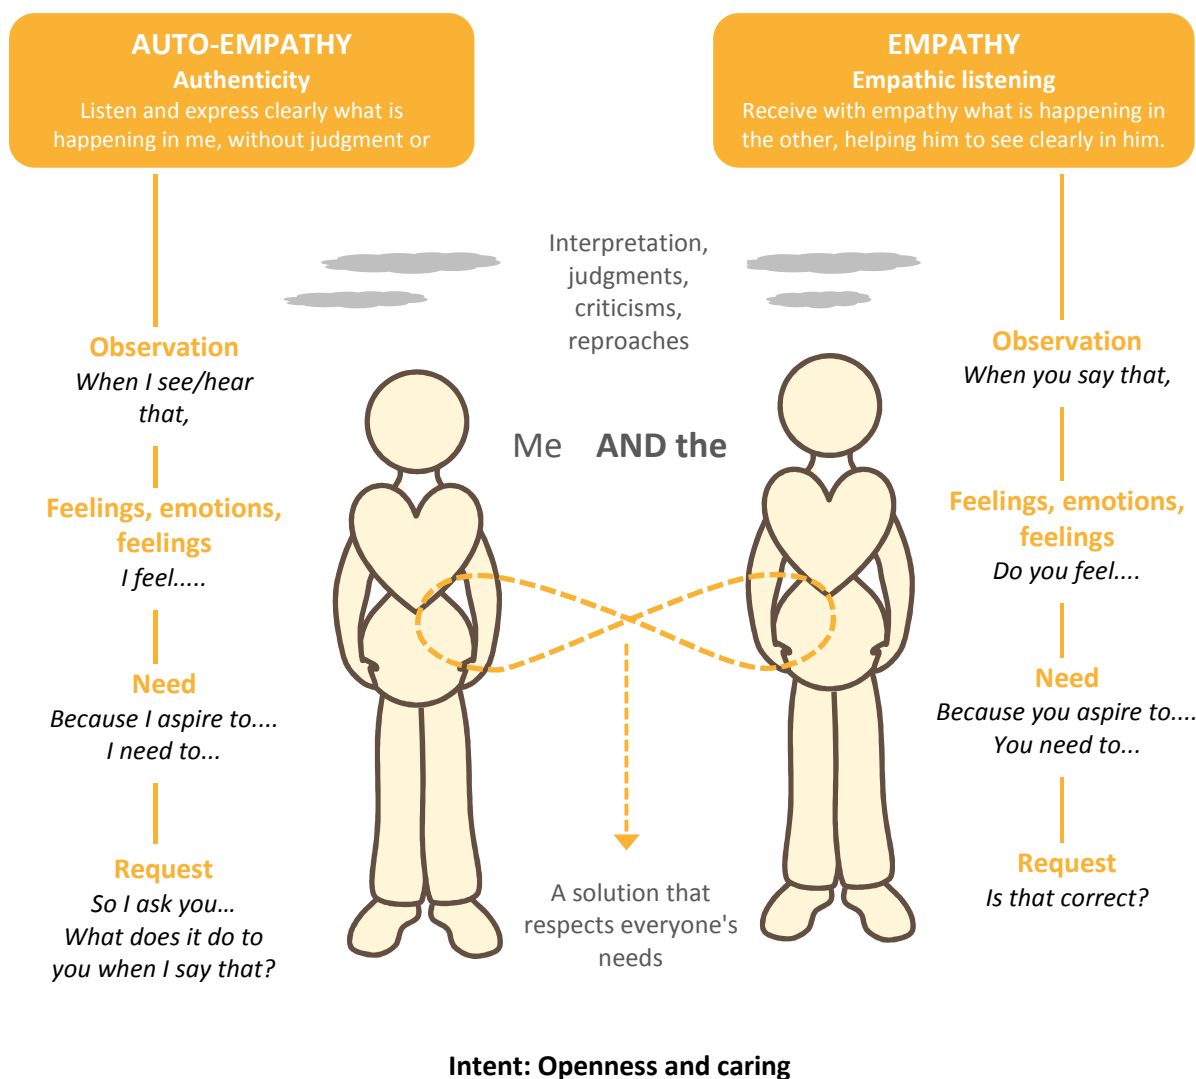 AUTO-EMPATHY
Authenticity
Listen and express clearly what is
happening in me, without judgment or
EMPATHY
Empathic listening
Receive with empathy what is happening in
the other, helping him to see clearly in him.
Interpretation,
judgments,
criticisms,
reproaches
Observation
When I see/hear
that,
Observation
When you say that,
Me AND the
Feelings, emotions,
feelings
I feel.....
Feelings, emotions,
feelings
Do you feel....
Need
Because I aspire to....
I need to...
Need
Because you aspire to....
You need to...
Request
So I ask you…
What does it do to
you when I say that?
A solution that
respects everyone's
needs
Request
Is that correct?
Intent: Openness and caring